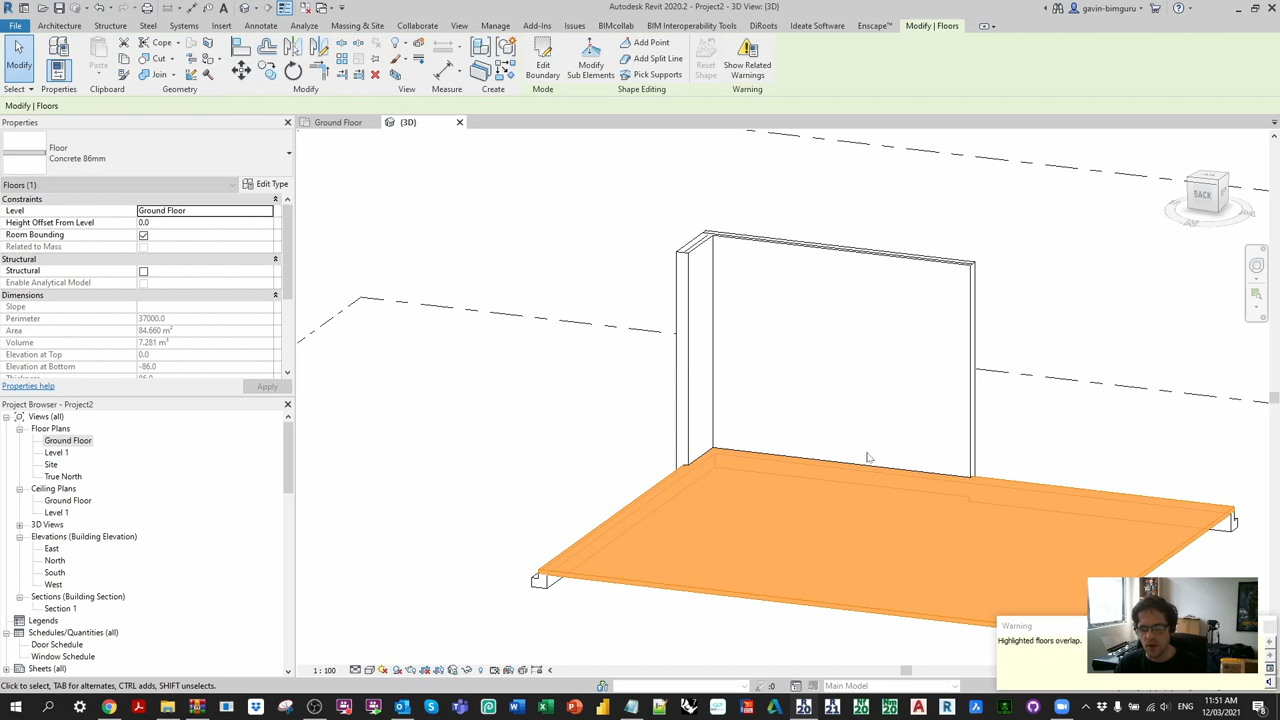 Autodesk Revit 2020.2 - Project2 - 3D View: {3D}
gavin-bimguru
File
Architecture
Structure
Steel
Systems
Insert
Annotate
Analyze
Massing & Site
Collaborate
View
Manage
Add-Ins
Issues
BIMcollab
BIM Interoperability Tools
DiRoots
Ideate Software
Enscape™
Modify | Floors
Modify
Paste
Cope
Cut
Join
Edit
Boundary
Modify
Sub Elements
Add Point
Add Split Line
Pick Supports
Reset
Shape
Show Related
Warnings
Select
Properties
Clipboard
Geometry
Modify
View
Measure
Create
Mode
Shape Editing
Warning
Modify | Floors
Properties
Ground Floor
{3D}
BACK
Floor
Concrete 86mm
Floors (1)
Edit Type
Constraints
Level
Ground Floor
Height Offset From Level
0.0
Room Bounding
Related to Mass
Structural
Structural
Enable Analytical Model
Dimensions
Slope
Perimeter
37000.0
Area
84.660 m²
Volume
7.281 m³
Elevation at Top
0.0
Elevation at Bottom
-86.0
Properties help
Apply
Project Browser - Project2
Views (all)
Floor Plans
Ground Floor
Level 1
Site
True North
Ceiling Plans
Ground Floor
Level 1
3D Views
Elevations (Building Elevation)
East
North
South
West
Sections (Building Section)
Section 1
Legends
Schedules/Quantities (all)
Door Schedule
Window Schedule
Sheets (all)
Warning
Highlighted floors overlap.
1 : 100
Click to select, TAB for alternates, CTRL adds, SHIFT unselects.
:0
Main Model
11:51 AM
12/03/2021